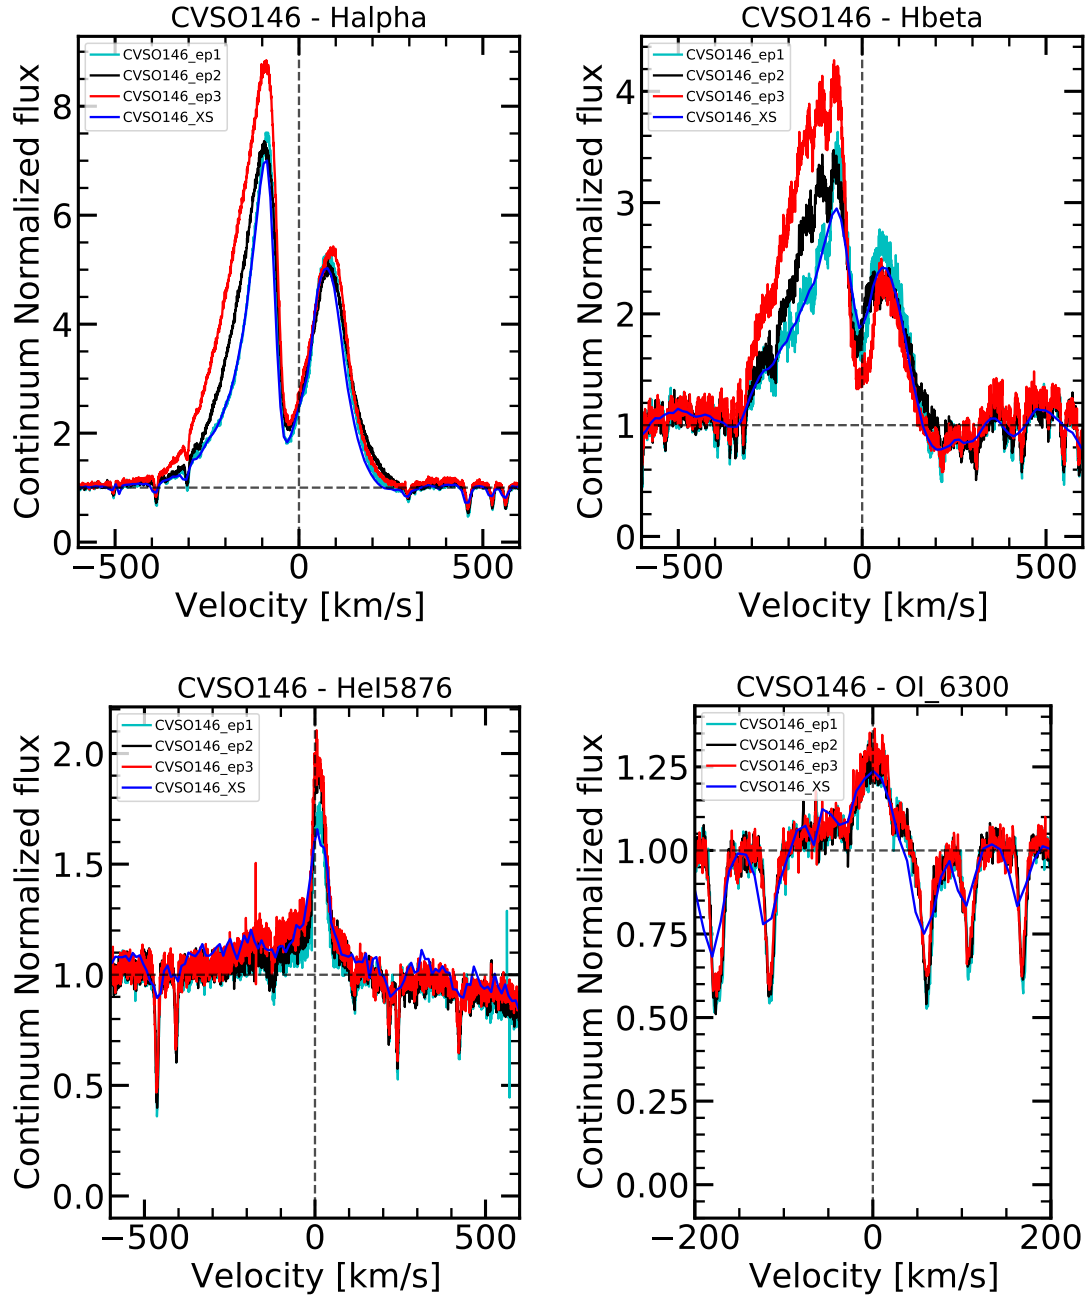 CVSO146 - Halpha
CVSO146_ep1
CVSO146_ep2
CVSO146_ep3
CVSO146_XS
Continuum Normalized flux
8
6
4
2
0
−500
0
500
Velocity [km/s]
CVSO146 - Hbeta
CVSO146_ep1
CVSO146_ep2
CVSO146_ep3
CVSO146_XS
Continuum Normalized flux
4
3
2
1
0
−500
0
500
Velocity [km/s]
CVSO146 - HeI5876
CVSO146_ep1
CVSO146_ep2
CVSO146_ep3
CVSO146_XS
Continuum Normalized flux
2.0
1.5
1.0
0.5
0.0
−500
0
500
Velocity [km/s]
CVSO146 - OI_6300
CVSO146_ep1
CVSO146_ep2
CVSO146_ep3
CVSO146_XS
Continuum Normalized flux
1.25
1.00
0.75
0.50
0.25
0.00
−200
0
200
Velocity [km/s]